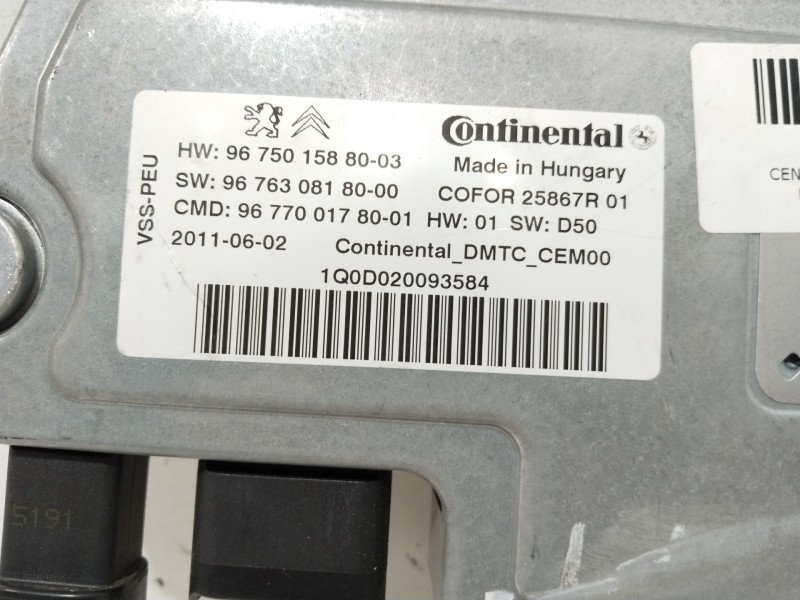 VSS-PEU
Continental
HW: 96 750 158 80-03
Made in Hungary
SW: 96 763 081 80-00
COFOR 25867R 01
CMD: 96 770 017 80-01 HW: 01 SW: D50
2011-06-02
Continental_DMTC_CEM00
1Q0D020093584
CEN
5191